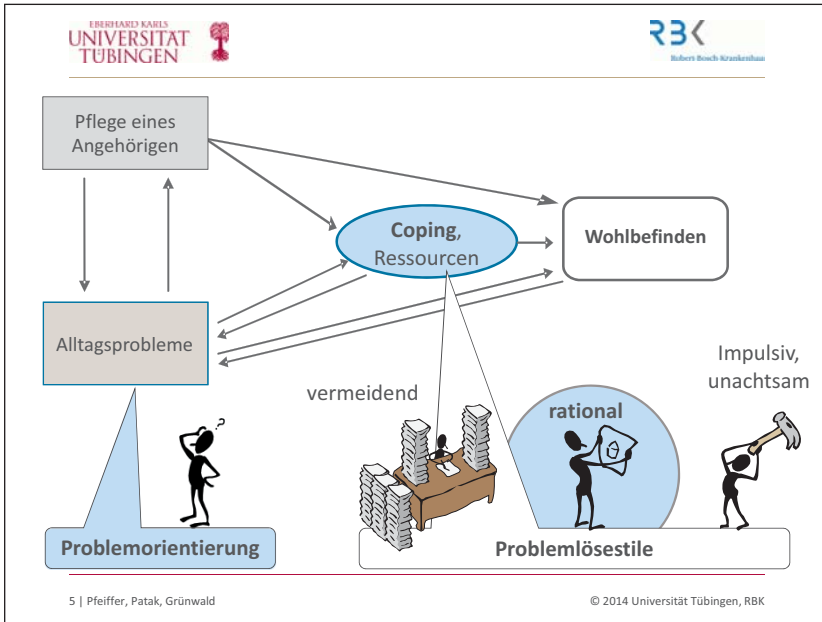 EBERHARD KARLS
UNIVERSITÄT
TÜBINGEN
RBK
Robert Bosch Krankenhaus
Pflege eines
Angehörigen
Coping,
Ressourcen
Wohlbefinden
Alltagsprobleme
vermeidend
rational
Impulsiv,
unachtsam
?
Problemorientierung
Problemlösestile
5 | Pfeiffer, Patak, Grünwald
© 2014 Universität Tübingen, RBK